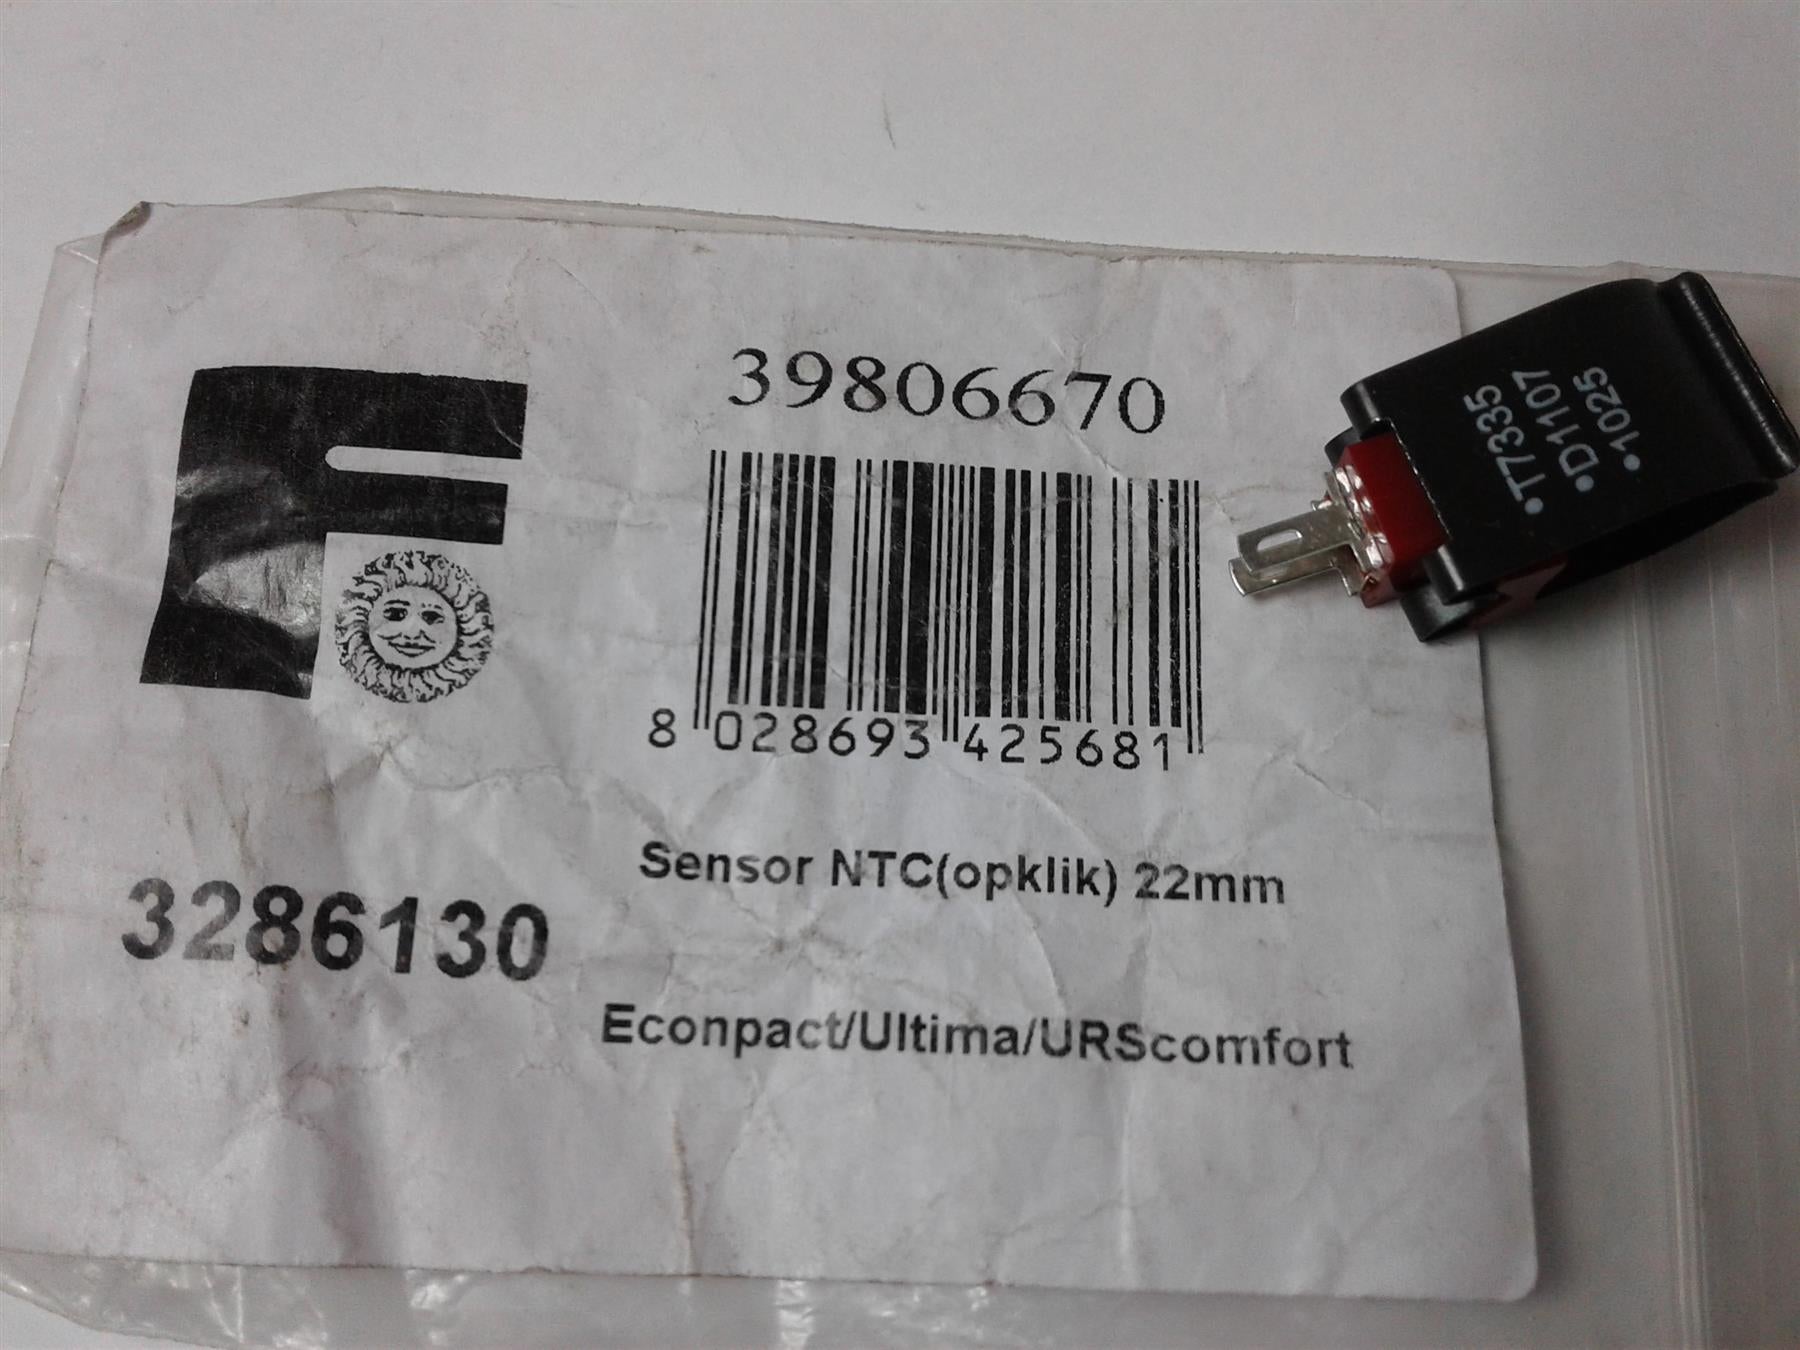 39806670
8 028693 425681
Sensor NTC(opklik) 22mm
3286130
Econpact/Ultima/URScomfort
•T7335
•D1107
•1025